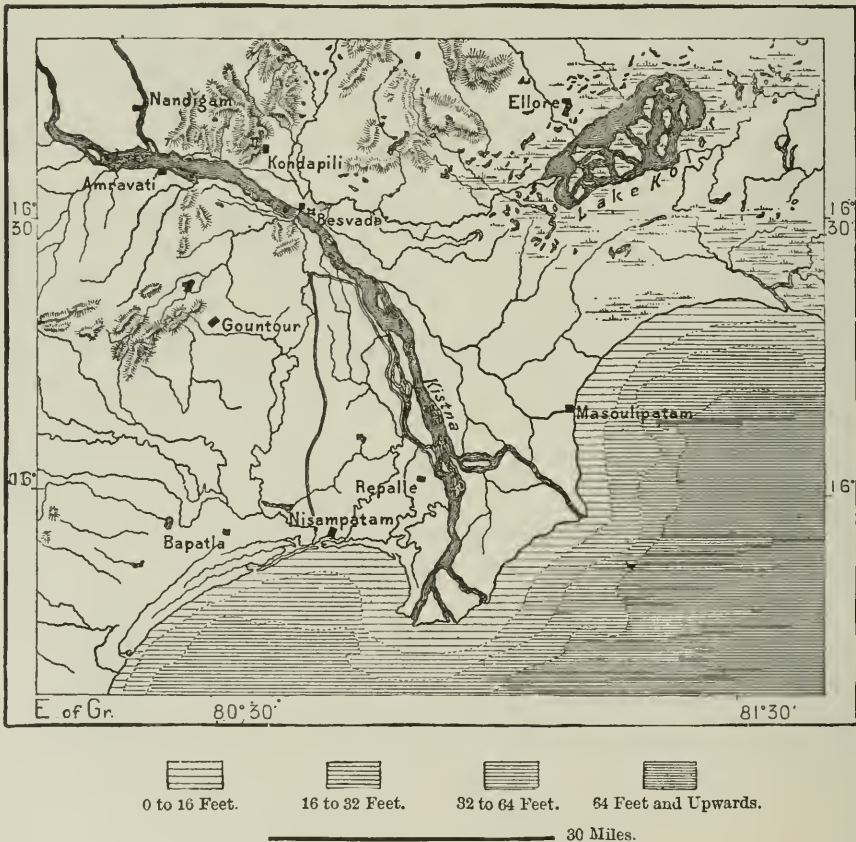 Nandigam
Ellore
Kondapili
Amravati
Lake Kolar
16° 30'
Besvada
16° 30'
Gountour
Kistna
Masoulipatam
16°
Repalle
16°
Nisampatam
Bapatla
E of Gr.
80°30'
81°30'
0 to 16 Feet.
16 to 32 Feet.
32 to 64 Feet.
64 Feet and Upwards.
30 Miles.